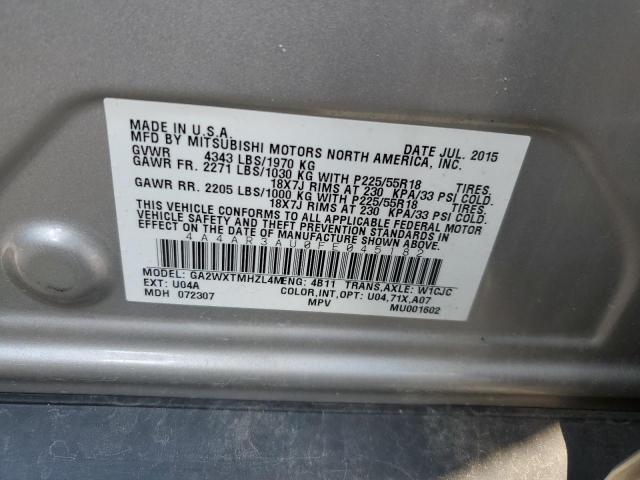 MADE IN U.S.A. DATE JUL. 2015
MFD BY MITSUBISHI MOTORS NORTH AMERICA, INC.
GVWR 4343 LBS/1970 KG
GAWR FR. 2271 LBS/1030 KG WITH P225/55R18 TIRES.
18X7J RIMS AT 230 KPA/33 PSI COLD.
GAWR RR. 2205 LBS/1000 KG WITH P225/55R18 TIRES.
18X7J RIMS AT 230 KPA/33 PSI COLD.
THIS VEHICLE CONFORMS TO ALL APPLICABLE FEDERAL MOTOR
VEHICLE SAFETY AND THEFT PREVENTION STANDARDS IN
EFFECT ON THE DATE OF MANUFACTURE SHOWN ABOVE.
4A4AR3AU0FE045182
MODEL: GA2WXTMHZL4M ENG: 4B11 TRANS,AXLE: W1CJC
EXT: U04A COLOR,INT,OPT: U04,71X,A07
MDH 072307 MPV MU001602